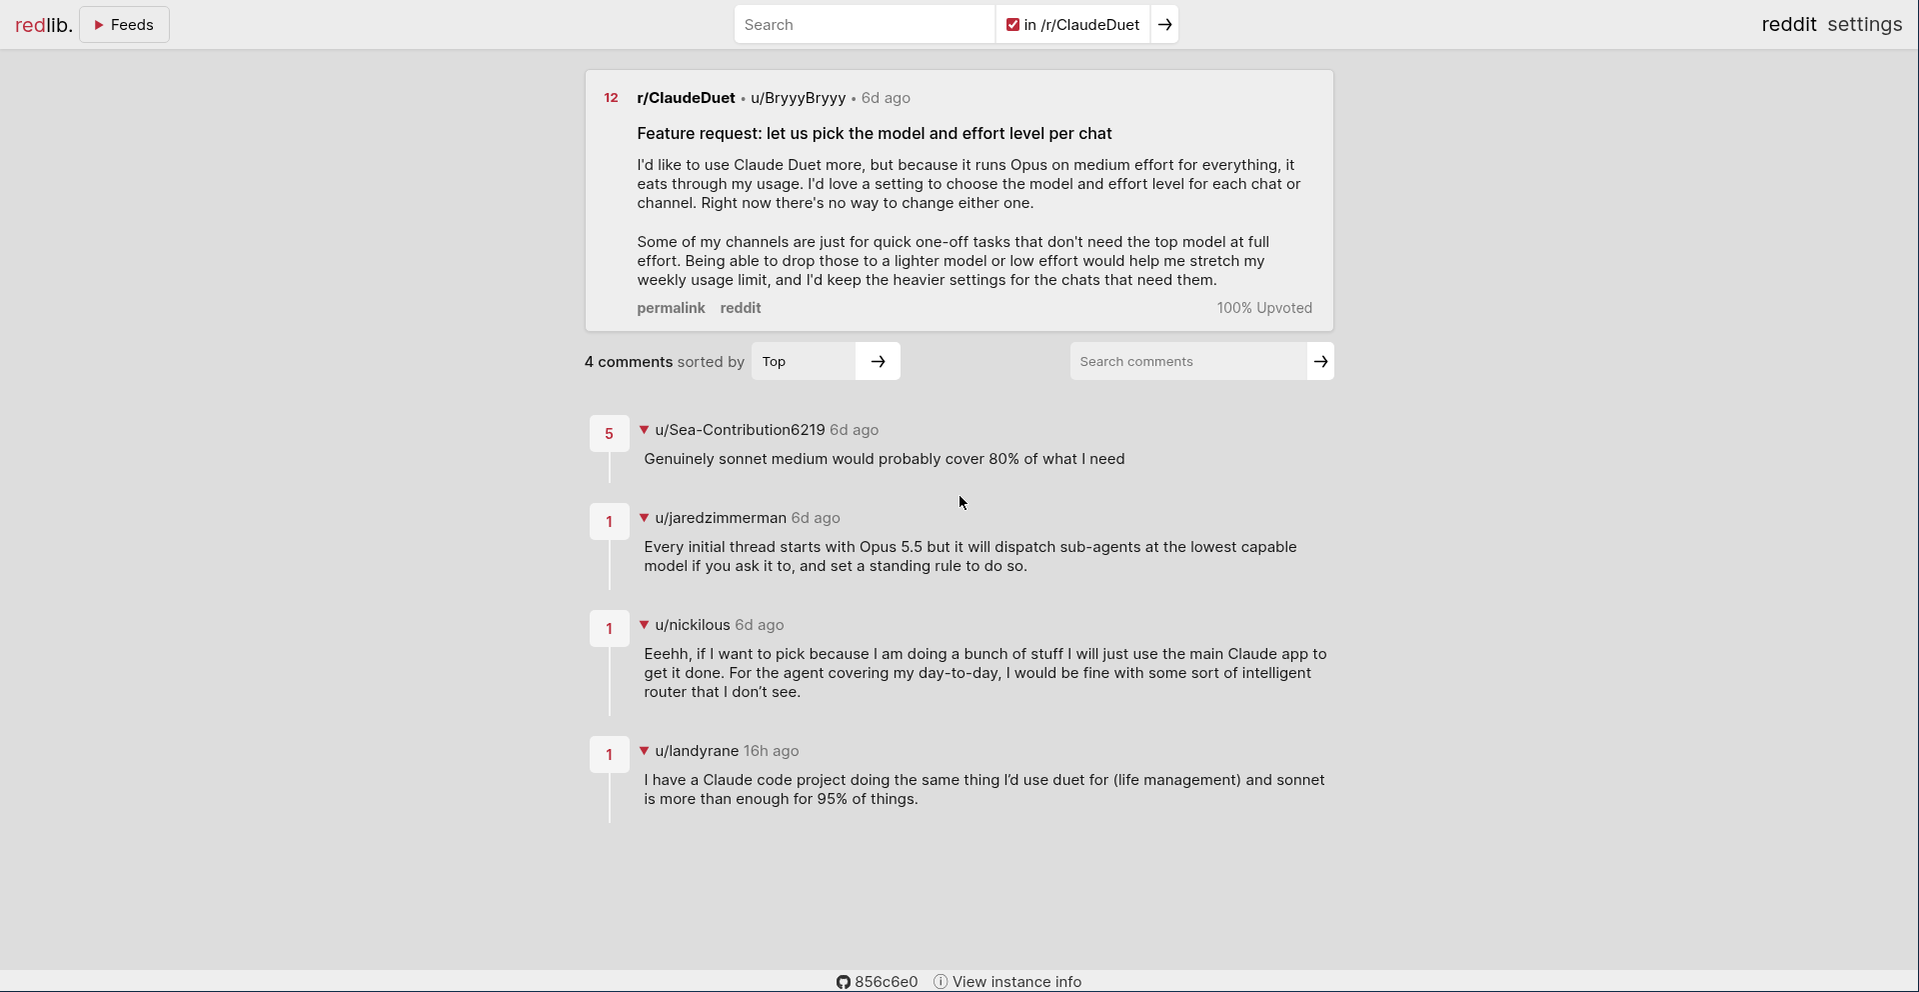 redlib. Feeds Search in /r/ClaudeDuet → reddit settings
12 r/ClaudeDuet • u/BryyyBryyy • 6d ago
Feature request: let us pick the model and effort level per chat
I'd like to use Claude Duet more, but because it runs Opus on medium effort for everything, it
eats through my usage. I'd love a setting to choose the model and effort level for each chat or
channel. Right now there's no way to change either one.
Some of my channels are just for quick one-off tasks that don't need the top model at full
effort. Being able to drop those to a lighter model or low effort would help me stretch my
weekly usage limit, and I'd keep the heavier settings for the chats that need them.
permalink reddit 100% Upvoted
4 comments sorted by Top → Search comments →
5 u/Sea-Contribution6219 6d ago
Genuinely sonnet medium would probably cover 80% of what I need
1 u/jaredzimmerman 6d ago
Every initial thread starts with Opus 5.5 but it will dispatch sub-agents at the lowest capable
model if you ask it to, and set a standing rule to do so.
1 u/nickilous 6d ago
Eeehh, if I want to pick because I am doing a bunch of stuff I will just use the main Claude app to
get it done. For the agent covering my day-to-day, I would be fine with some sort of intelligent
router that I don’t see.
1 u/landyrane 16h ago
I have a Claude code project doing the same thing I’d use duet for (life management) and sonnet
is more than enough for 95% of things.
856c6e0 ⓘ View instance info